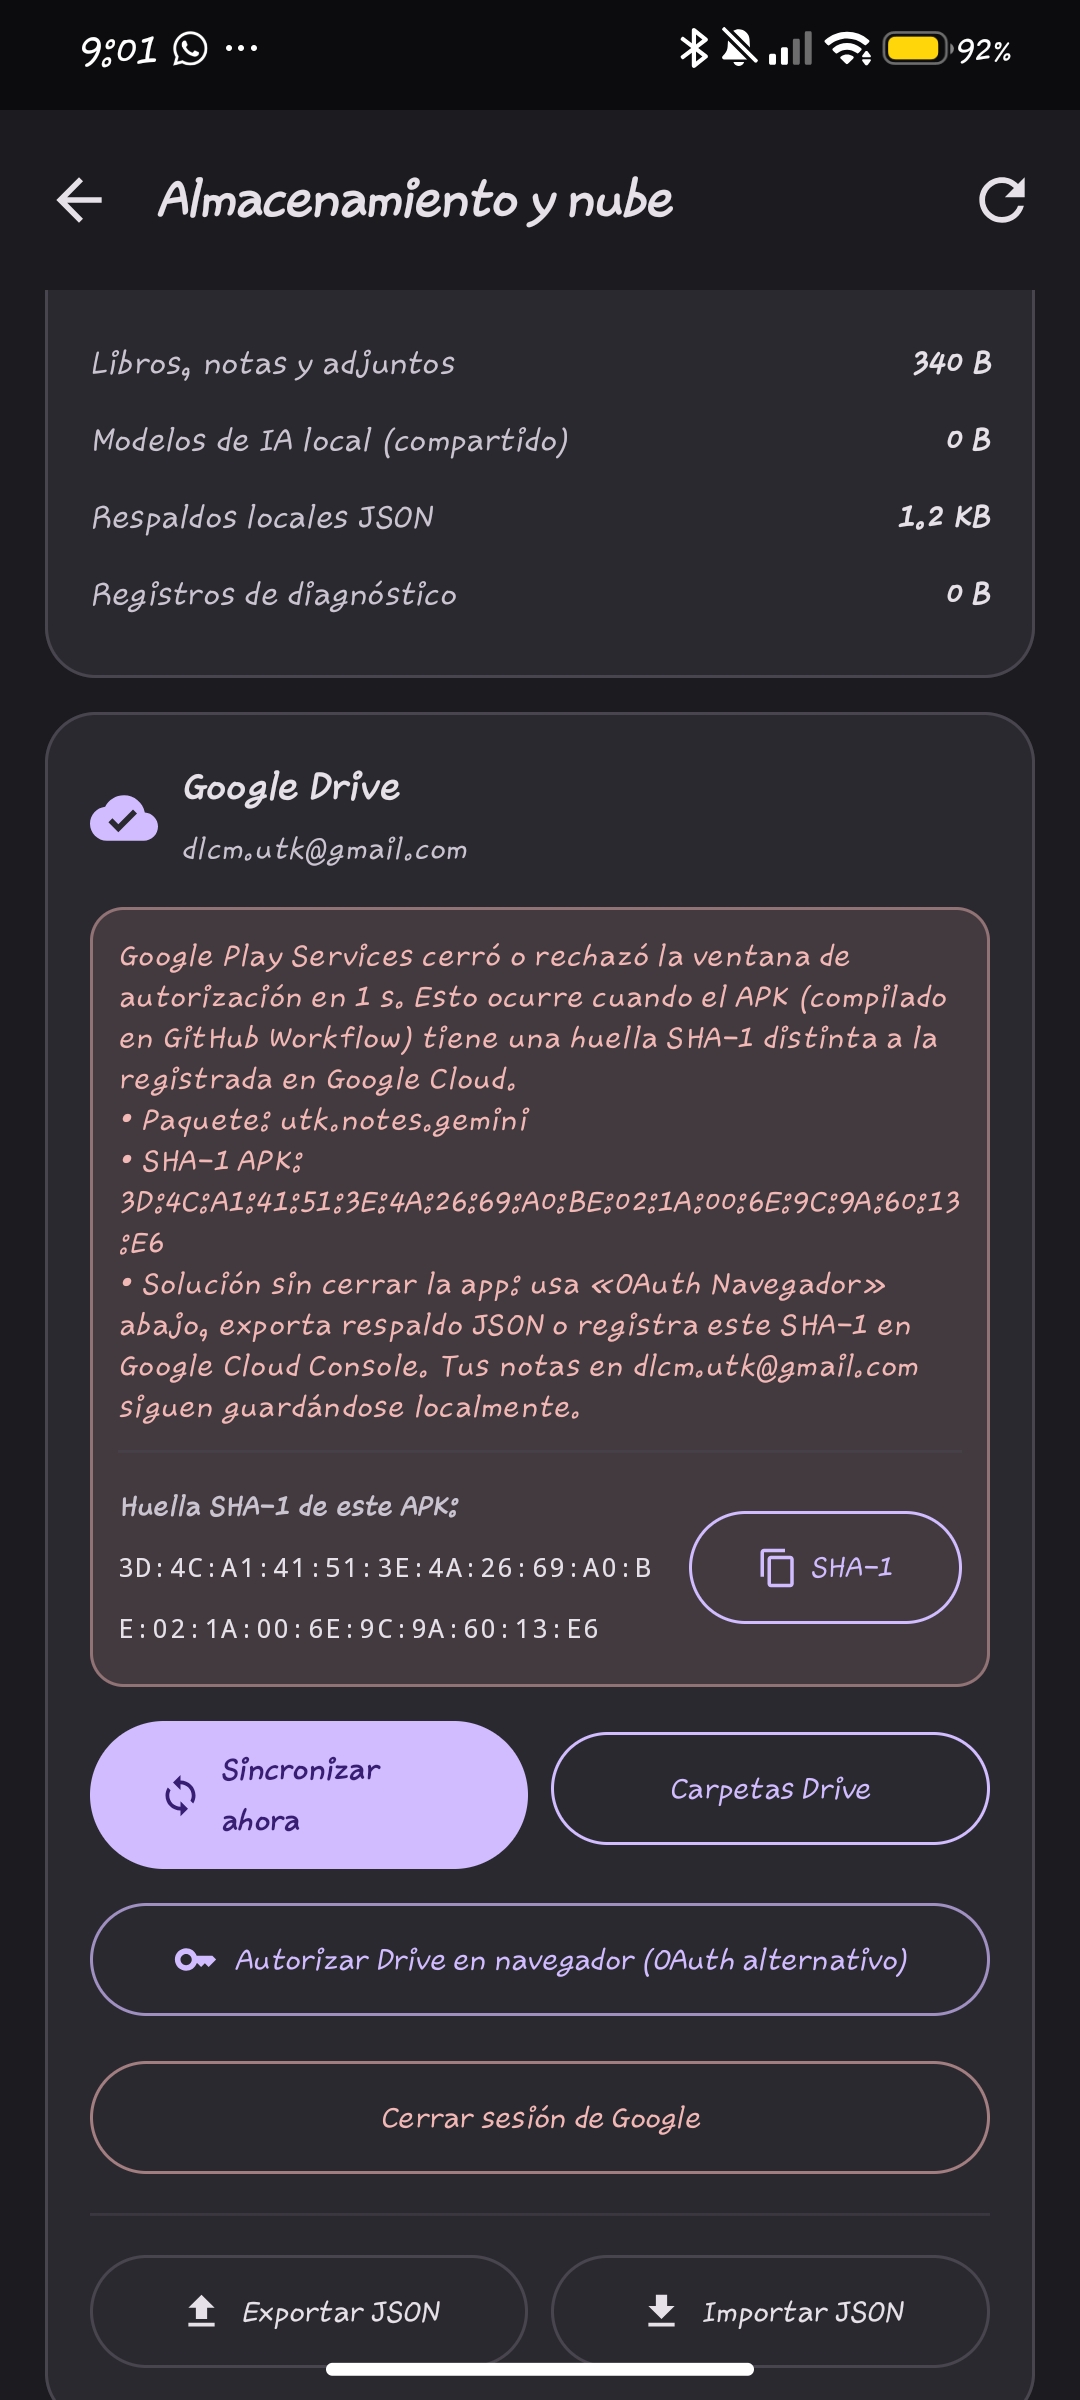 9:01 92%
Almacenamiento y nube
Libros, notas y adjuntos 340 B
Modelos de IA local (compartido) 0 B
Respaldos locales JSON 1.2 KB
Registros de diagnóstico 0 B
Google Drive
dlcm.utk@gmail.com
Google Play Services cerró o rechazó la ventana de
autorización en 1 s. Esto ocurre cuando el APK (compilado
en GitHub Workflow) tiene una huella SHA-1 distinta a la
registrada en Google Cloud.
• Paquete: utk.notes.gemini
• SHA-1 APK:
3D:4C:A1:41:51:3E:4A:26:69:A0:BE:02:1A:00:6E:9C:9A:60:13
:E6
• Solución sin cerrar la app: usa «OAuth Navegador»
abajo, exporta respaldo JSON o registra este SHA-1 en
Google Cloud Console. Tus notas en dlcm.utk@gmail.com
siguen guardándose localmente.
Huella SHA-1 de este APK:
3D:4C:A1:41:51:3E:4A:26:69:A0:B
E:02:1A:00:6E:9C:9A:60:13:E6
SHA-1
Sincronizar
ahora
Carpetas Drive
Autorizar Drive en navegador (OAuth alternativo)
Cerrar sesión de Google
Exportar JSON Importar JSON